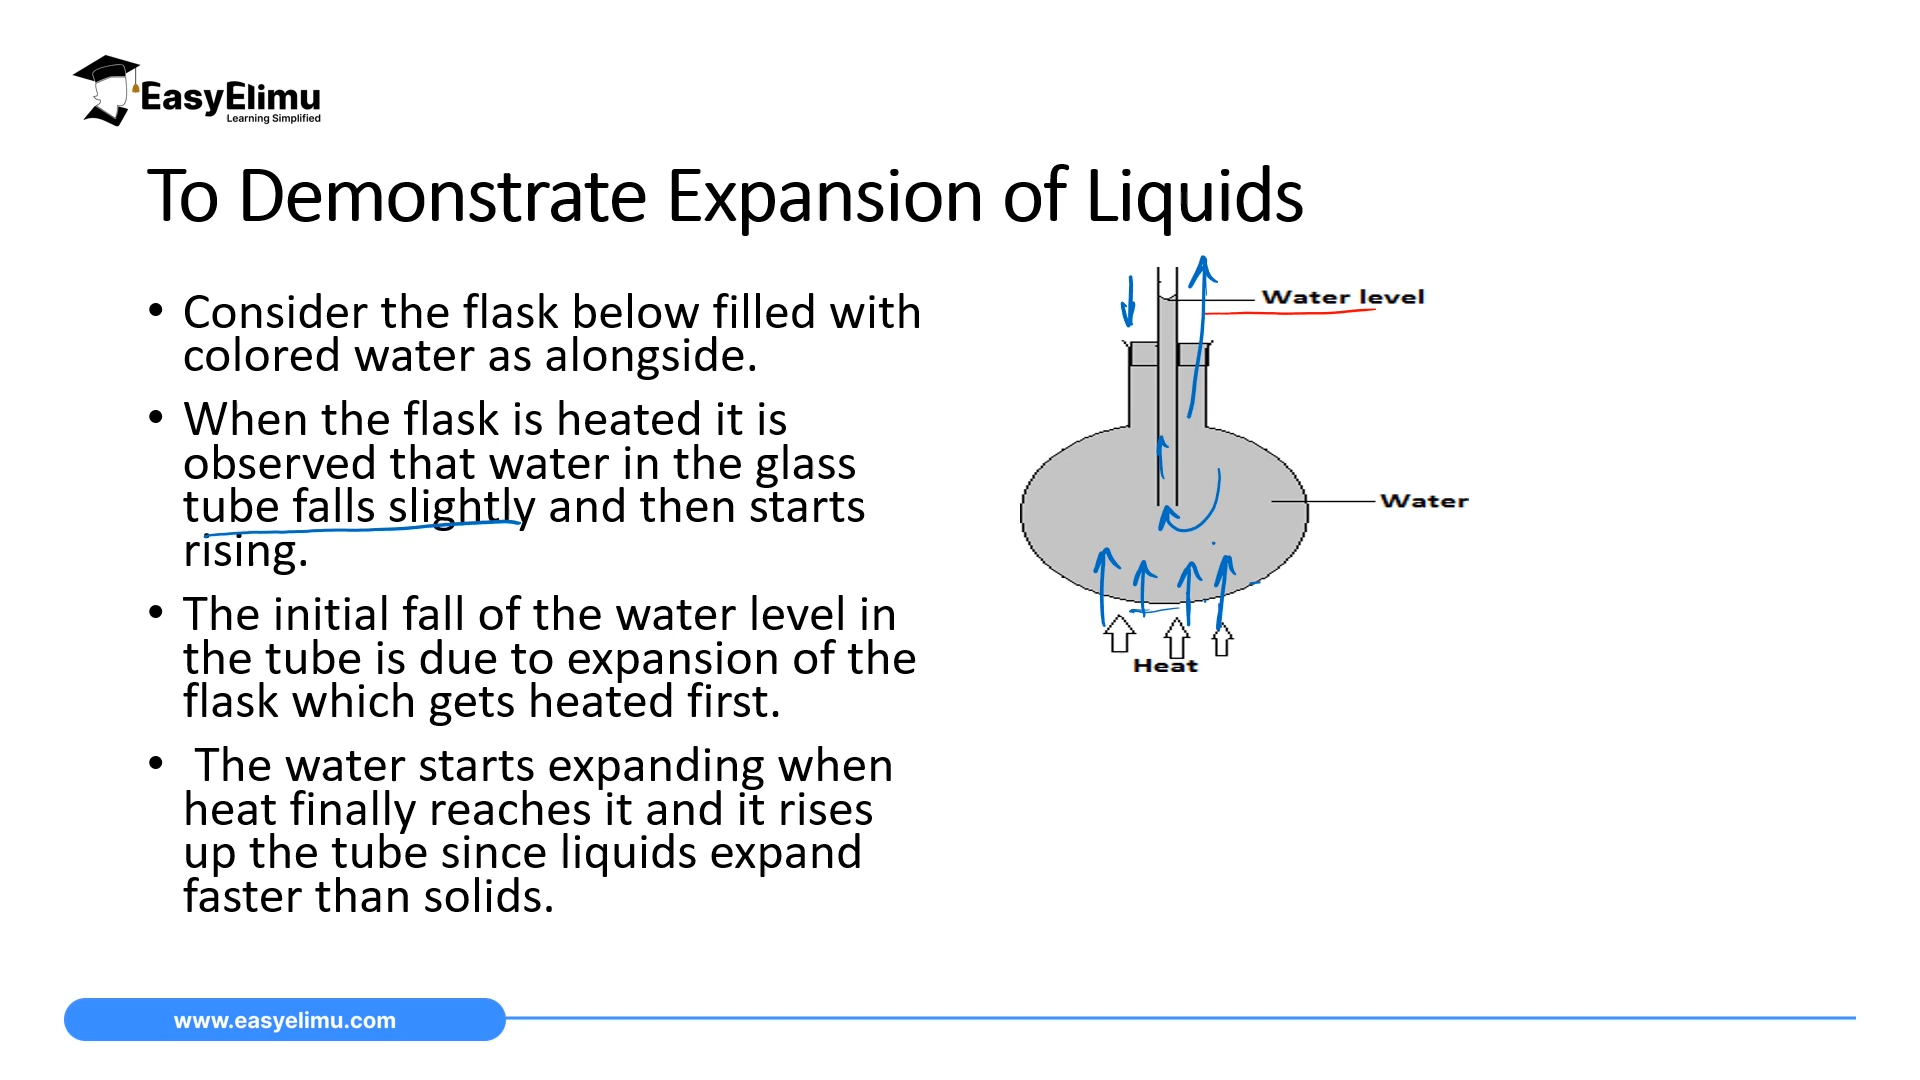 EasyElimu
Learning Simplified
To Demonstrate Expansion of Liquids
• Consider the flask below filled with
colored water as alongside.
• When the flask is heated it is
observed that water in the glass
tube falls slightly and then starts
rising.
• The initial fall of the water level in
the tube is due to expansion of the
flask which gets heated first.
• The water starts expanding when
heat finally reaches it and it rises
up the tube since liquids expand
faster than solids.
Water level
Water
Heat
www.easyelimu.com